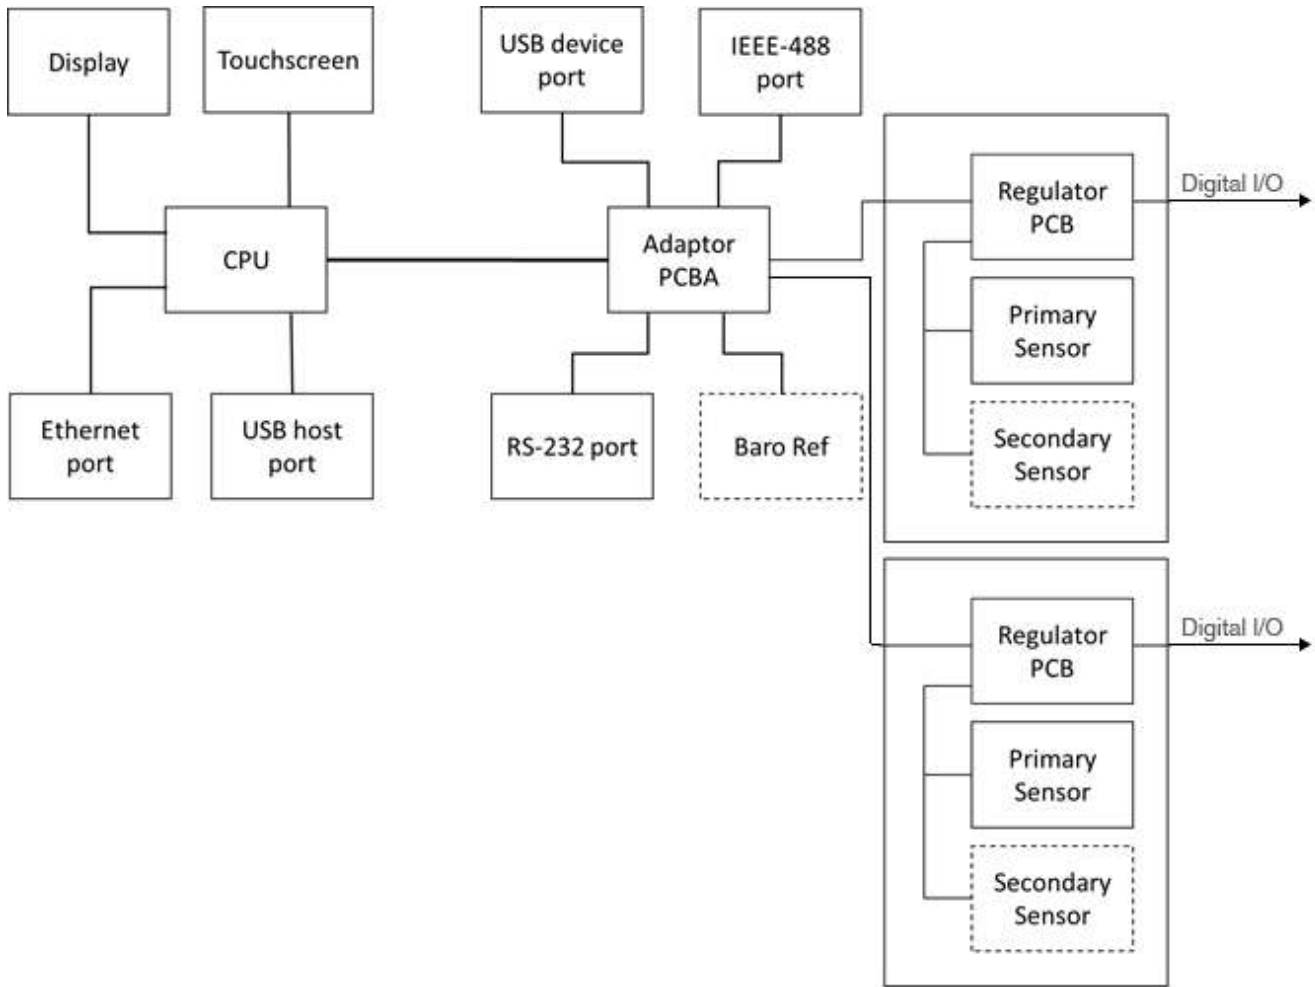 Display
Touchscreen
USB device
port
IEEE-488
port
CPU
Adaptor
PCBA
Regulator
PCB
Digital I/O
Primary
Sensor
Secondary
Sensor
Ethernet
port
USB host
port
RS-232 port
Baro Ref
Regulator
PCB
Digital I/O
Primary
Sensor
Secondary
Sensor